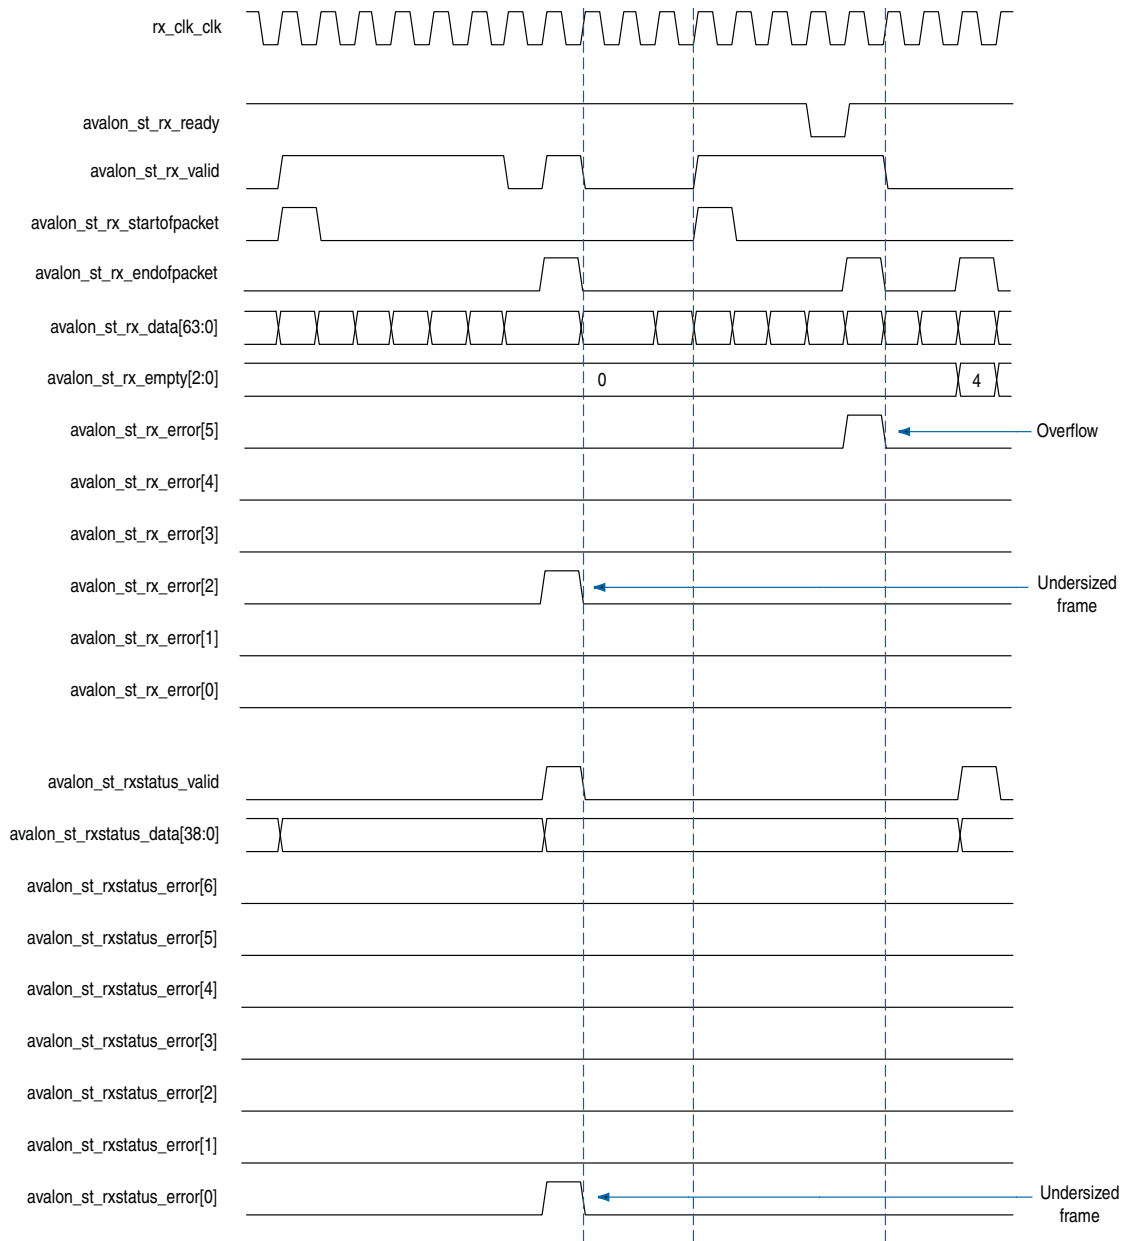 rx_clk_clk
avalon_st_rx_ready
avalon_st_rx_valid
avalon_st_rx_startofpacket
avalon_st_rx_endofpacket
avalon_st_rx_data[63:0]
avalon_st_rx_empty[2:0]
0
4
avalon_st_rx_error[5]
Overflow
avalon_st_rx_error[4]
avalon_st_rx_error[3]
avalon_st_rx_error[2]
Undersized
frame
avalon_st_rx_error[1]
avalon_st_rx_error[0]
avalon_st_rxstatus_valid
avalon_st_rxstatus_data[38:0]
avalon_st_rxstatus_error[6]
avalon_st_rxstatus_error[5]
avalon_st_rxstatus_error[4]
avalon_st_rxstatus_error[3]
avalon_st_rxstatus_error[2]
avalon_st_rxstatus_error[1]
avalon_st_rxstatus_error[0]
Undersized
frame